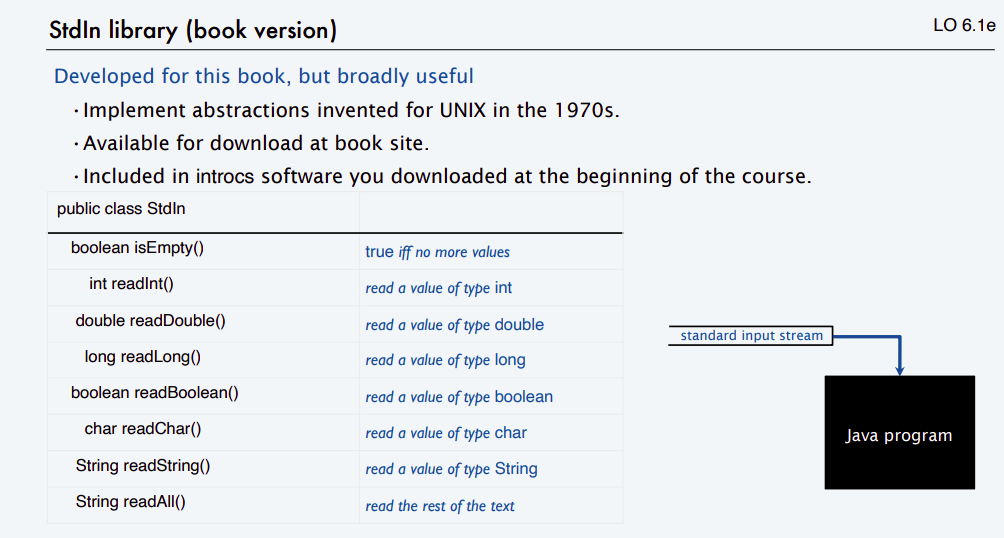 StdIn library (book version)
LO 6.1e
Developed for this book, but broadly useful
· Implement abstractions invented for UNIX in the 1970s.
· Available for download at book site.
· Included in introcs software you downloaded at the beginning of the course.
public class StdIn
boolean isEmpty() true iff no more values
int readInt() read a value of type int
double readDouble() read a value of type double
long readLong() read a value of type long
boolean readBoolean() read a value of type boolean
char readChar() read a value of type char
String readString() read a value of type String
String readAll() read the rest of the text
standard input stream
Java program